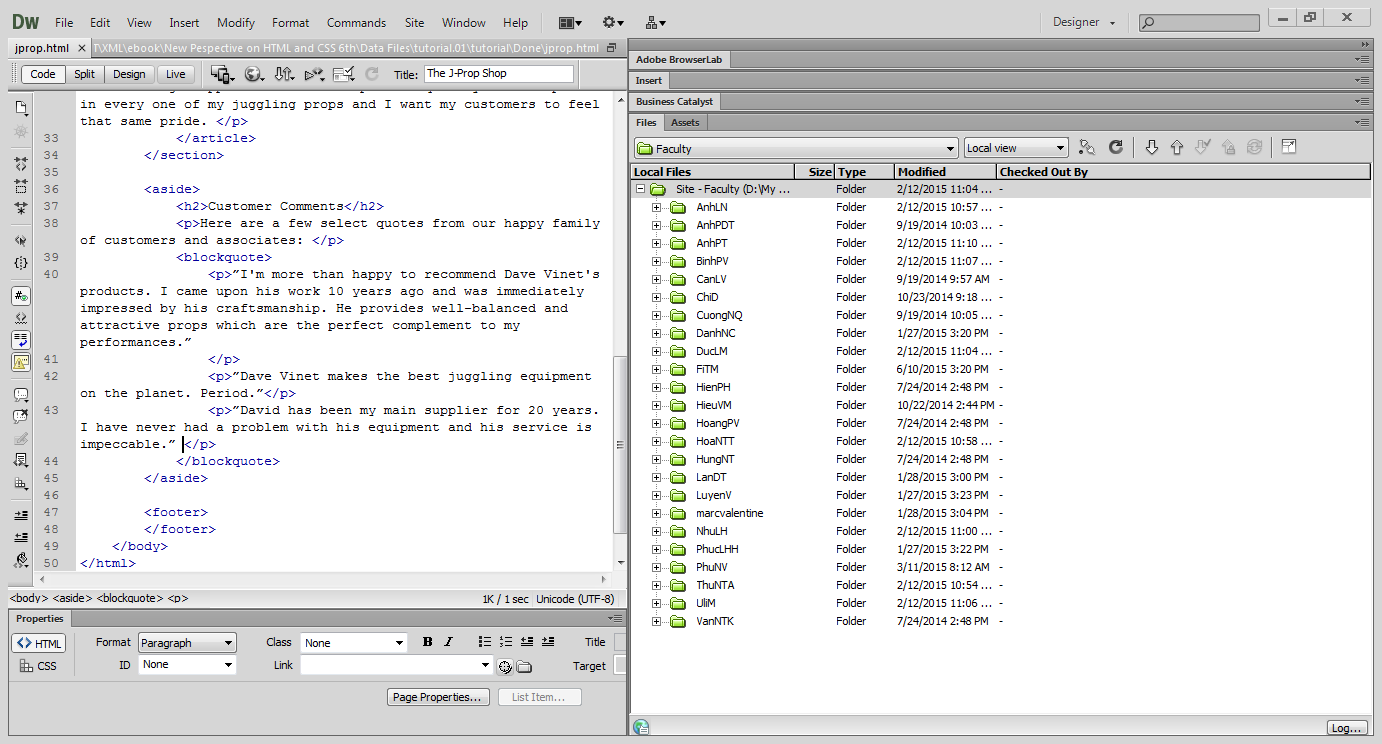 Dw File Edit View Insert Modify Format Commands Site Window Help Designer
jprop.html T\XML\ebook\New Pespective on HTML and CSS 6th\Data Files\tutorial.01\tutorial\Done\jprop.html
Code Split Design Live Title: The J-Prop Shop
in every one of my juggling props and I want my customers to feel
that same pride. </p>
33 </article>
34 </section>
35
36 <aside>
37 <h2>Customer Comments</h2>
38 <p>Here are a few select quotes from our happy family
of customers and associates: </p>
39 <blockquote>
40 <p>”I'm more than happy to recommend Dave Vinet's
products. I came upon his work 10 years ago and was immediately
impressed by his craftsmanship. He provides well-balanced and
attractive props which are the perfect complement to my
performances.”
41 </p>
42 <p>”Dave Vinet makes the best juggling equipment
on the planet. Period.”</p>
43 <p>”David has been my main supplier for 20 years.
I have never had a problem with his equipment and his service is
impeccable.” </p>
44 </blockquote>
45 </aside>
46
47 <footer>
48 </footer>
49 </body>
50 </html>
<body> <aside> <blockquote> <p> 1K / 1 sec Unicode (UTF-8)
Properties
HTML Format Paragraph Class None B I Title
CSS ID None Link Target
Page Properties... List Item...
Adobe BrowserLab
Insert
Business Catalyst
Files Assets
Faculty Local view
Local Files Size Type Modified Checked Out By
Site - Faculty (D:\My ... Folder 2/12/2015 11:04 ... -
AnhLN Folder 2/12/2015 10:57 ... -
AnhPDT Folder 9/19/2014 10:03 ... -
AnhPT Folder 2/12/2015 11:10 ... -
BinhPV Folder 2/12/2015 11:07 ... -
CanLV Folder 9/19/2014 9:57 AM -
ChiD Folder 10/23/2014 9:18 ... -
CuongNQ Folder 9/19/2014 10:05 ... -
DanhNC Folder 1/27/2015 3:20 PM -
DucLM Folder 2/12/2015 11:04 ... -
FiTM Folder 6/10/2015 3:20 PM -
HienPH Folder 7/24/2014 2:48 PM -
HieuVM Folder 10/22/2014 2:44 PM -
HoangPV Folder 7/24/2014 2:48 PM -
HoaNTT Folder 2/12/2015 10:58 ... -
HungNT Folder 7/24/2014 2:48 PM -
LanDT Folder 1/28/2015 3:00 PM -
LuyenV Folder 1/27/2015 3:23 PM -
marcvalentine Folder 1/28/2015 3:04 PM -
NhuLH Folder 2/12/2015 11:00 ... -
PhucLHH Folder 1/27/2015 3:22 PM -
PhuNV Folder 3/11/2015 8:12 AM -
ThuNTA Folder 2/12/2015 10:54 ... -
UliM Folder 2/12/2015 11:06 ... -
VanNTK Folder 7/24/2014 2:48 PM -
Log...